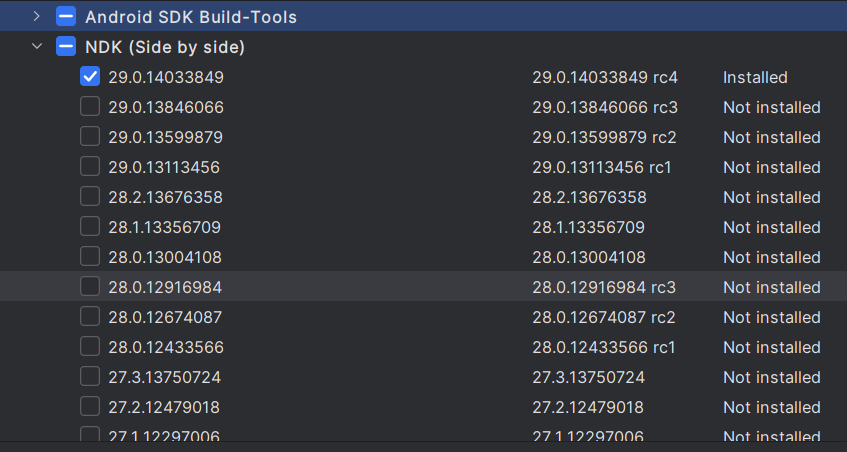 Android SDK Build-Tools
NDK (Side by side)
29.0.14033849 29.0.14033849 rc4 Installed
29.0.13846066 29.0.13846066 rc3 Not installed
29.0.13599879 29.0.13599879 rc2 Not installed
29.0.13113456 29.0.13113456 rc1 Not installed
28.2.13676358 28.2.13676358 Not installed
28.1.13356709 28.1.13356709 Not installed
28.0.13004108 28.0.13004108 Not installed
28.0.12916984 28.0.12916984 rc3 Not installed
28.0.12674087 28.0.12674087 rc2 Not installed
28.0.12433566 28.0.12433566 rc1 Not installed
27.3.13750724 27.3.13750724 Not installed
27.2.12479018 27.2.12479018 Not installed
27.1.12297006 27.1.12297006 Not installed